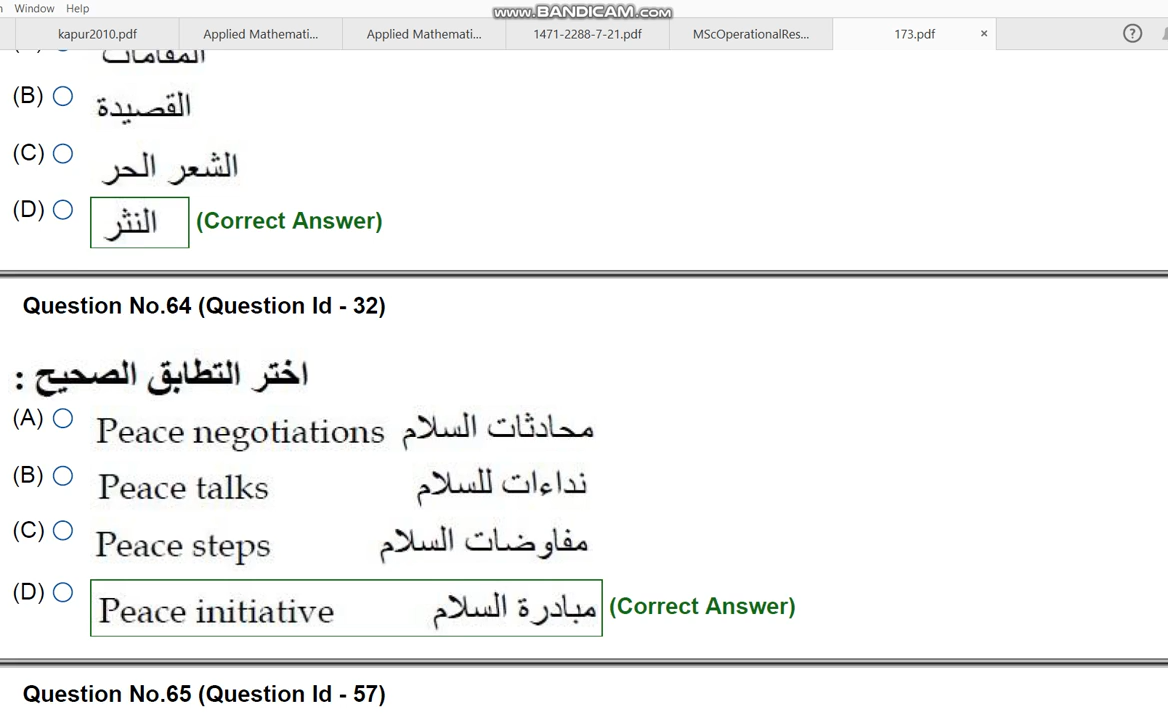 Window Help
www.BANDICAM.com
kapur2010.pdf Applied Mathemati... Applied Mathemati... 1471-2288-7-21.pdf MScOperationalRes... 173.pdf × ?
المقامات
(B) القصيدة
(C) الشعر الحر
(D) النثر (Correct Answer)
Question No.64 (Question Id - 32)
اختر التطابق الصحيح :
(A) Peace negotiations محادثات السلام
(B) Peace talks نداءات للسلام
(C) Peace steps مفاوضات السلام
(D) Peace initiative مبادرة السلام (Correct Answer)
Question No.65 (Question Id - 57)